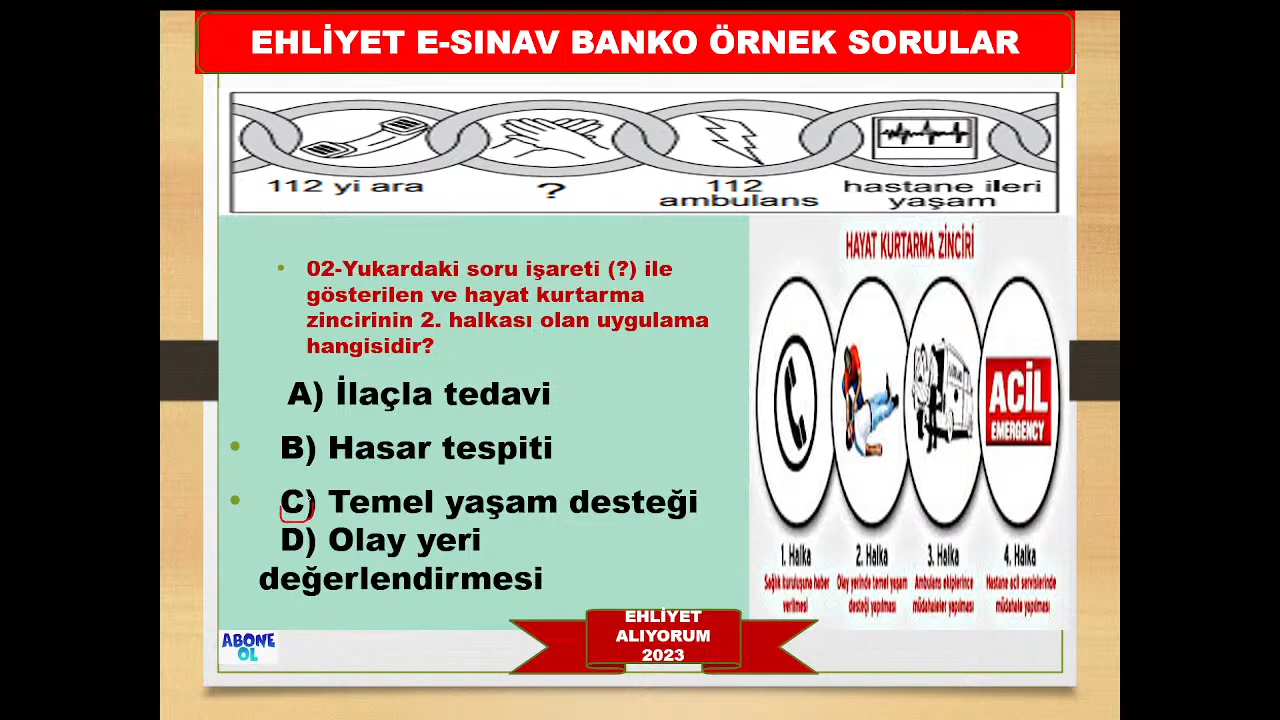 EHLİYET E-SINAV BANKO ÖRNEK SORULAR
112 yi ara
?
112
ambulans
hastane ileri
yaşam
02-Yukardaki soru işareti (?) ile
gösterilen ve hayat kurtarma
zincirinin 2. halkası olan uygulama
hangisidir?
A) İlaçla tedavi
B) Hasar tespiti
C) Temel yaşam desteği
D) Olay yeri
değerlendirmesi
HAYAT KURTARMA ZİNCİRİ
ACİL
EMERGENCY
1. Halka
Sağlık kuruluşuna haber
verilmesi
2. Halka
Olay yerinde temel yaşam
desteği yapılması
3. Halka
Ambulans ekiplerince
müdahaleler yapılması
4. Halka
Hastane acil servislerinde
müdahale yapılması
EHLİYET
ALIYORUM
2023
ABONE
OL